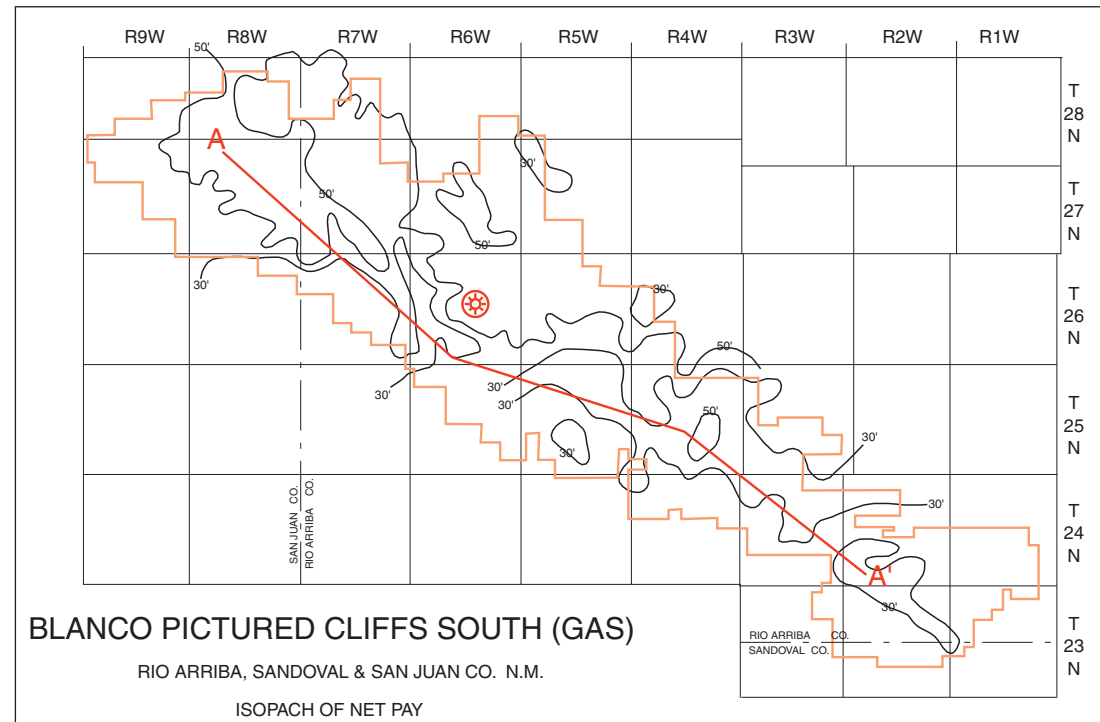 R9W R8W R7W R6W R5W R4W R3W R2W R1W
50'
T
28
N
A
30'
50'
T
27
N
50'
30'
30'
T
26
N
50'
30'
30'
30'
50'
T
25
N
30'
30'
30'
SAN JUAN CO.
RIO ARRIBA CO.
T
24
N
A'
30'
BLANCO PICTURED CLIFFS SOUTH (GAS)
RIO ARRIBA CO.
SANDOVAL CO.
T
23
N
RIO ARRIBA, SANDOVAL & SAN JUAN CO. N.M.
ISOPACH OF NET PAY